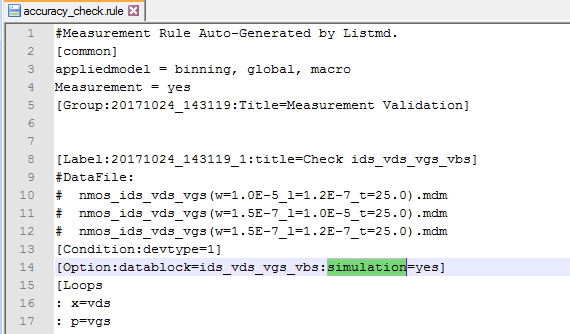 accuracy_check.rule
1 #Measurement Rule Auto-Generated by Listmd.
2 [common]
3 appliedmodel = binning, global, macro
4 Measurement = yes
5 [Group:20171024_143119:Title=Measurement Validation]
6
7
8 [Label:20171024_143119_1:title=Check ids_vds_vgs_vbs]
9 #DataFile:
10 #  nmos_ids_vds_vgs(w=1.0E-5_l=1.2E-7_t=25.0).mdm
11 #  nmos_ids_vds_vgs(w=1.5E-7_l=1.0E-5_t=25.0).mdm
12 #  nmos_ids_vds_vgs(w=1.5E-7_l=1.2E-7_t=25.0).mdm
13 [Condition:devtype=1]
14 [Option:datablock=ids_vds_vgs_vbs:simulation=yes]
15 [Loops
16 : x=vds
17 : p=vgs